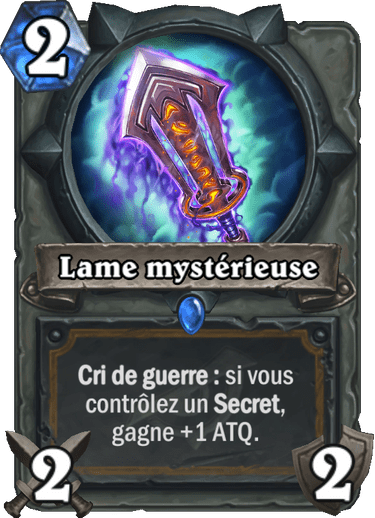 2
Lame mystérieuse
Cri de guerre : si vous
contrôlez un Secret,
gagne +1 ATQ.
2
2